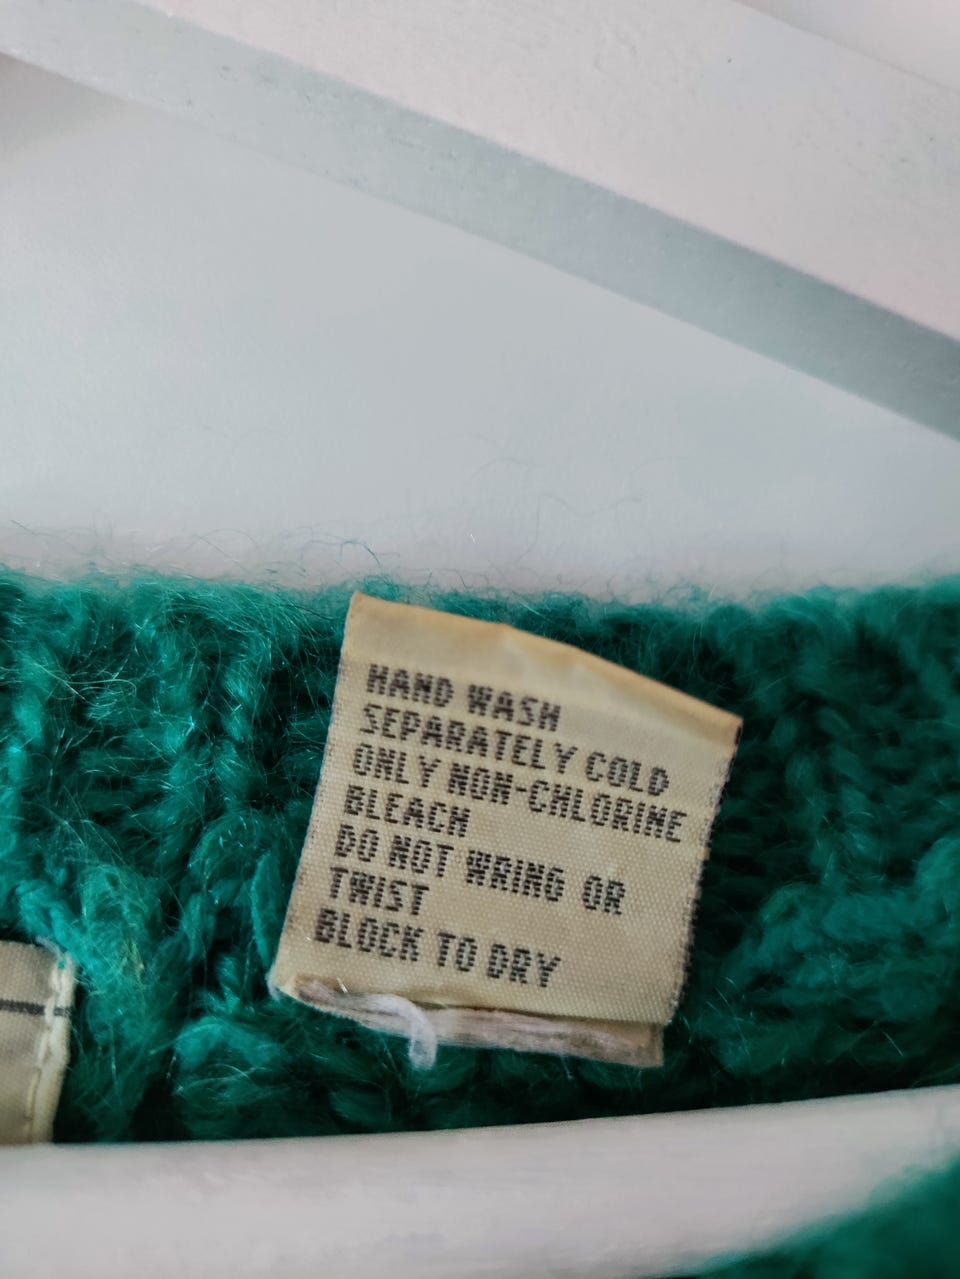 HAND WASH
SEPARATELY COLD
ONLY NON-CHLORINE
BLEACH
DO NOT WRING OR
TWIST
BLOCK TO DRY